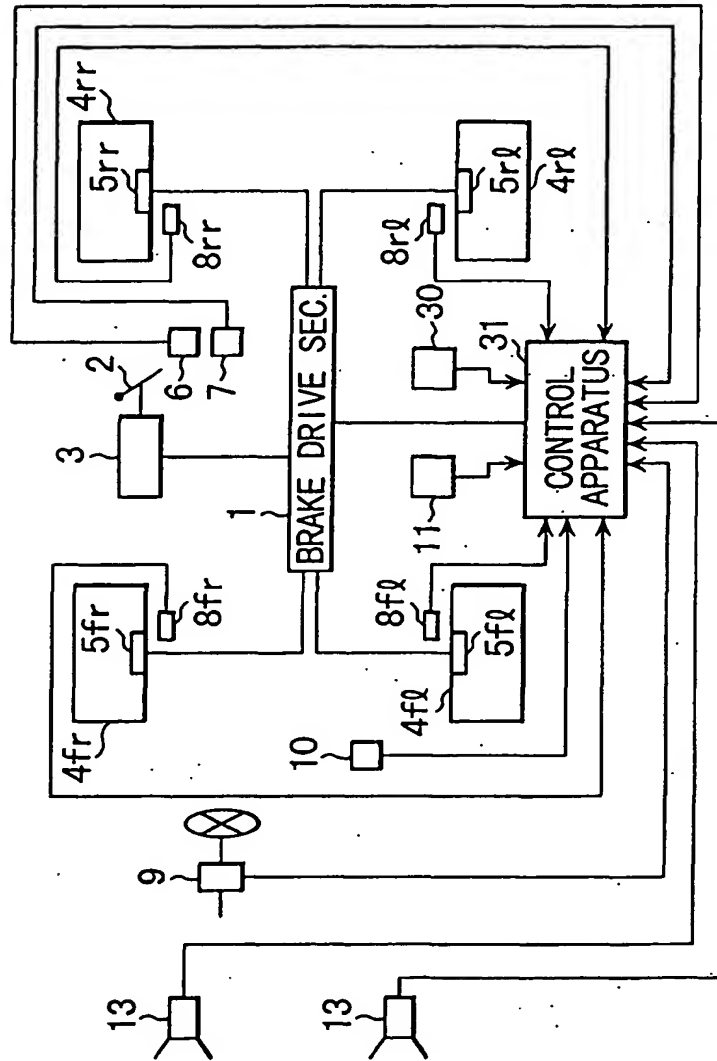 4rr
5rr
8rr
2
6
7
3
1
BRAKE DRIVE SEC.
8rℓ
5rℓ
4rℓ
30
31
CONTROL
APPARATUS
11
5fr
8fr
4fr
8fℓ
5fℓ
4fℓ
10
9
13
13